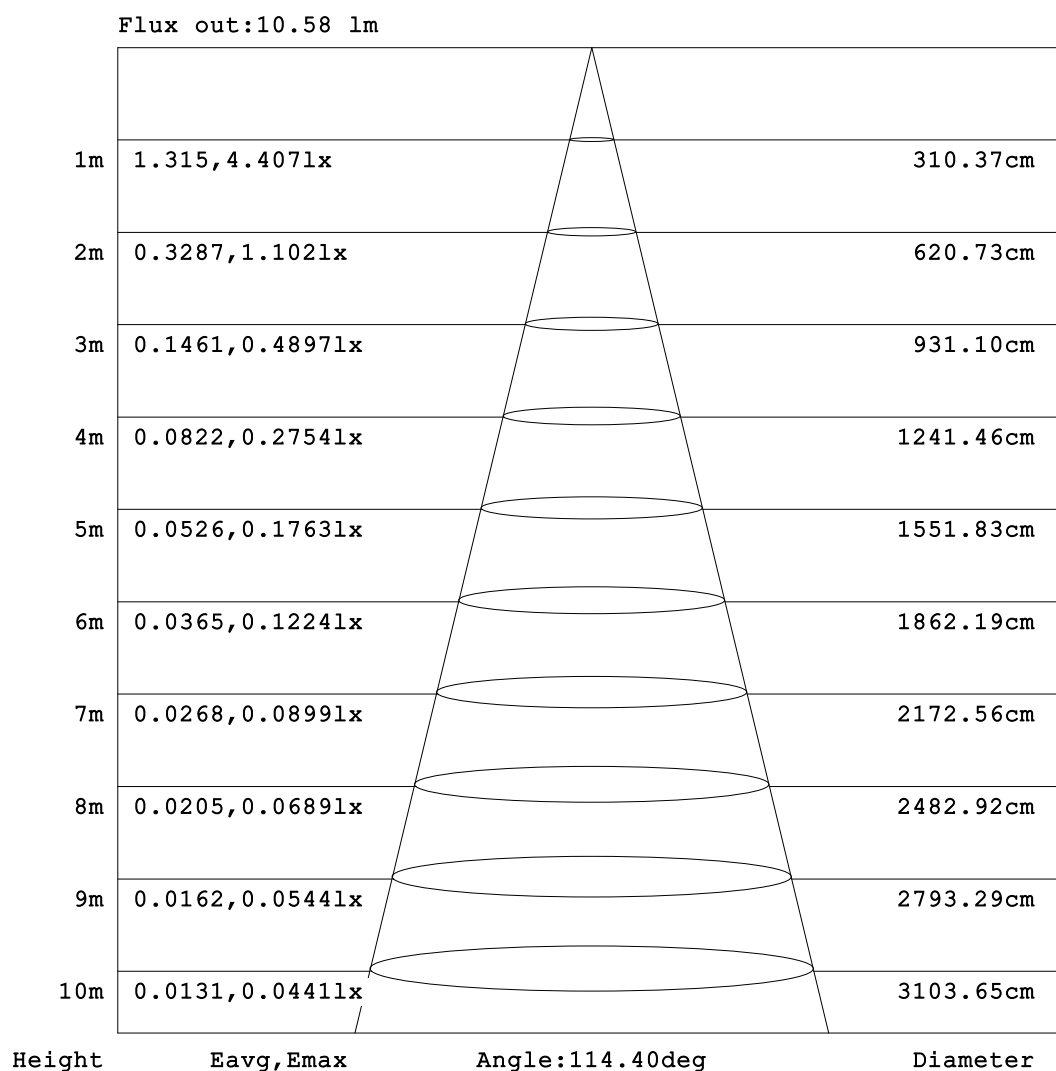 Flux out:10.58 lm
1m 1.315,4.407lx 310.37cm
2m 0.3287,1.102lx 620.73cm
3m 0.1461,0.4897lx 931.10cm
4m 0.0822,0.2754lx 1241.46cm
5m 0.0526,0.1763lx 1551.83cm
6m 0.0365,0.1224lx 1862.19cm
7m 0.0268,0.0899lx 2172.56cm
8m 0.0205,0.0689lx 2482.92cm
9m 0.0162,0.0544lx 2793.29cm
10m 0.0131,0.0441lx 3103.65cm
Height Eavg,Emax Angle:114.40deg Diameter